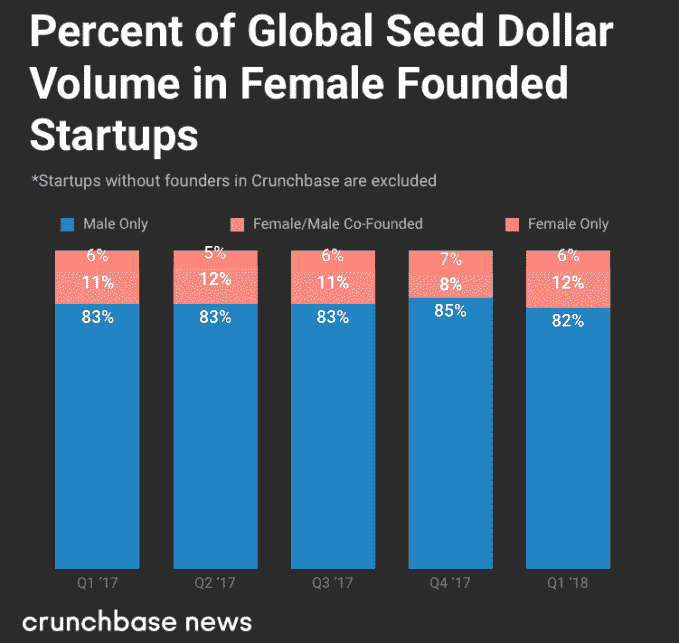 Percent of Global Seed Dollar
Volume in Female Founded
Startups
*Startups without founders in Crunchbase are excluded
Male Only Female/Male Co-Founded Female Only
6% 5% 6% 7% 6%
11% 12% 11% 8% 12%
83% 83% 83% 85% 82%
Q1 '17 Q2 '17 Q3 '17 Q4 '17 Q1 '18
crunchbase news